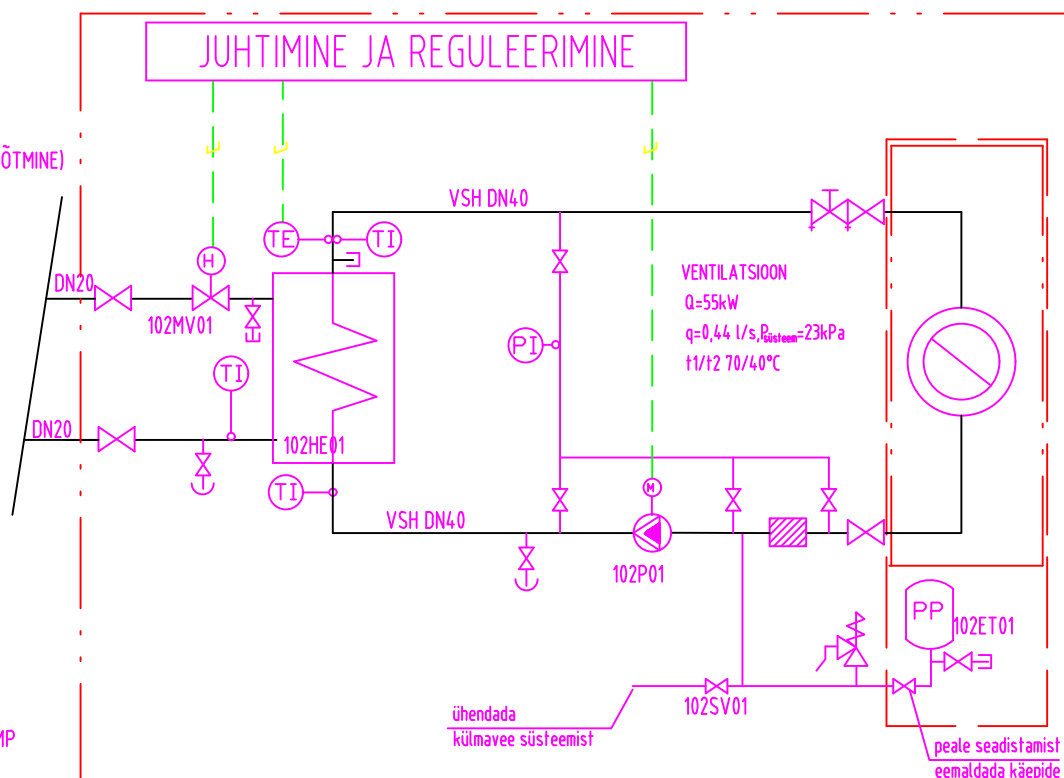 JUHTIMINE JA REGULEERIMINE
ÕTMINE)
VSH DN40
TE
TI
H
DN20
102MV01
VENTILATSIOON
Q=55kW
q=0,44 l/s,Psüsteem=23kPa
t1/t2 70/40°C
PI
TI
DN20
102HE01
TI
M
VSH DN40
102P01
PP
102ET01
102SV01
ühendada
külmavee süsteemist
MP
peale seadistamist
eemaldada käepide